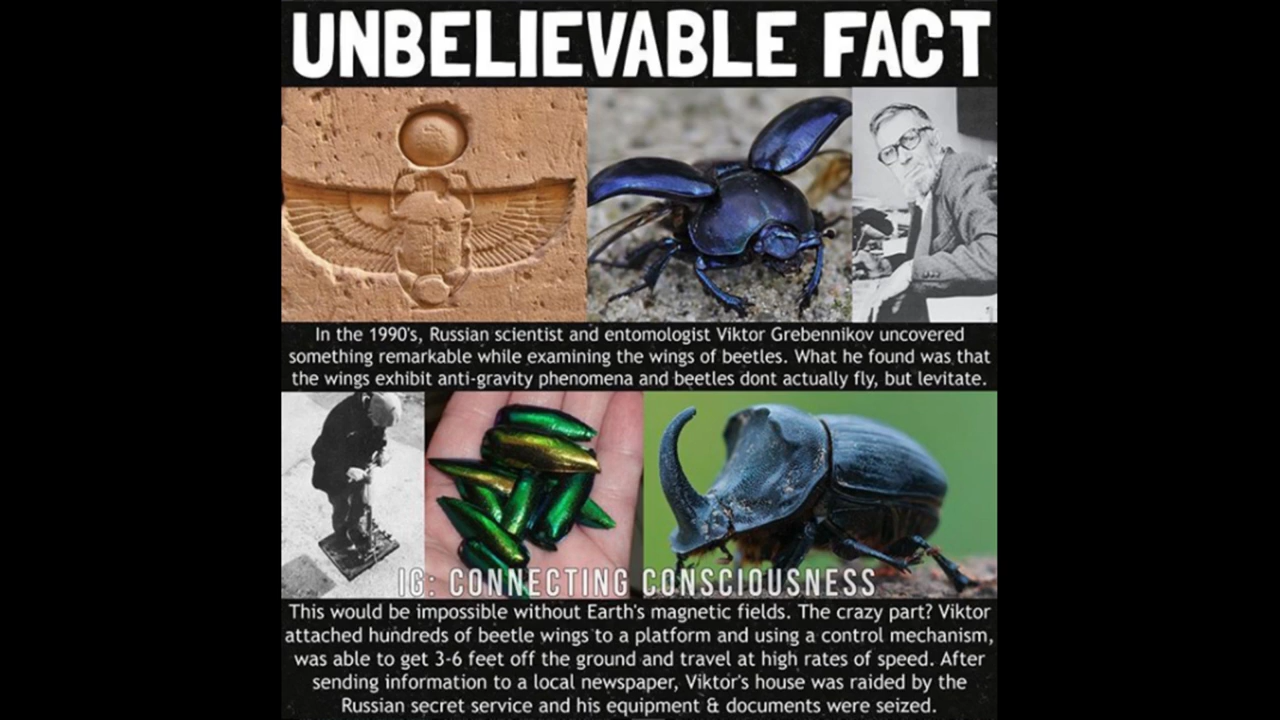 UNBELIEVABLE FACT
In the 1990's, Russian scientist and entomologist Viktor Grebennikov uncovered
something remarkable while examining the wings of beetles. What he found was that
the wings exhibit anti-gravity phenomena and beetles dont actually fly, but levitate.
IG: CONNECTING CONSCIOUSNESS
This would be impossible without Earth's magnetic fields. The crazy part? Viktor
attached hundreds of beetle wings to a platform and using a control mechanism,
was able to get 3-6 feet off the ground and travel at high rates of speed. After
sending information to a local newspaper, Viktor's house was raided by the
Russian secret service and his equipment & documents were seized.